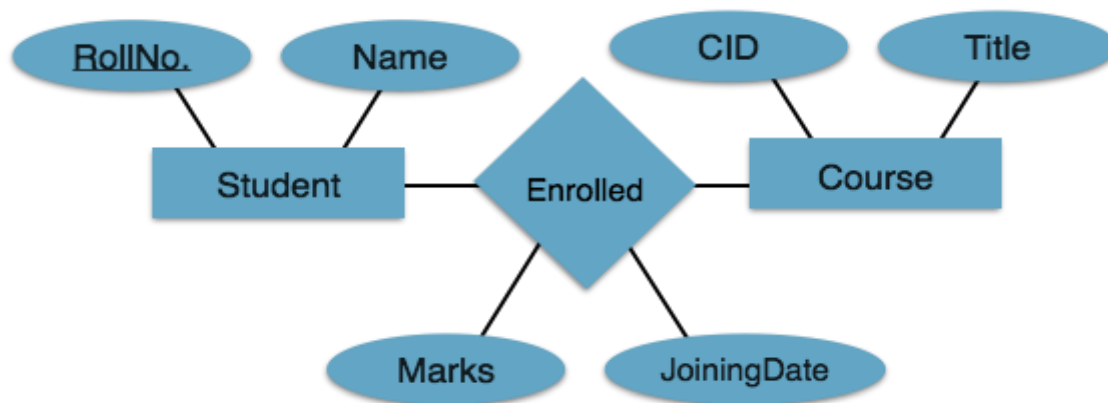 RollNo.
Name
CID
Title
Student
Enrolled
Course
Marks
JoiningDate